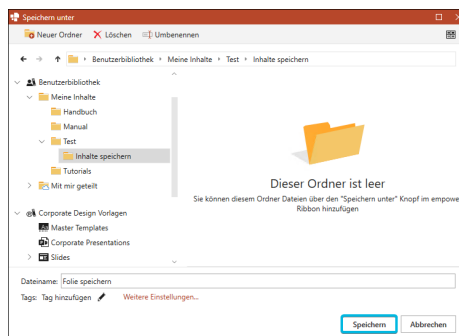 Speichern unter
Neuer Ordner Löschen Umbenennen
Benutzerbibliothek Meine Inhalte Test Inhalte speichern
Benutzerbibliothek
Meine Inhalte
Handbuch
Manual
Test
Inhalte speichern
Tutorials
Mit mir geteilt
Corporate Design Vorlagen
Master Templates
Corporate Presentations
Slides
Dieser Ordner ist leer
Sie können diesem Ordner Dateien über den "Speichern unter" Knopf im empowe
Ribbon hinzufügen
Dateiname: Folie speichern
Tags: Tag hinzufügen Weitere Einstellungen...
Speichern Abbrechen